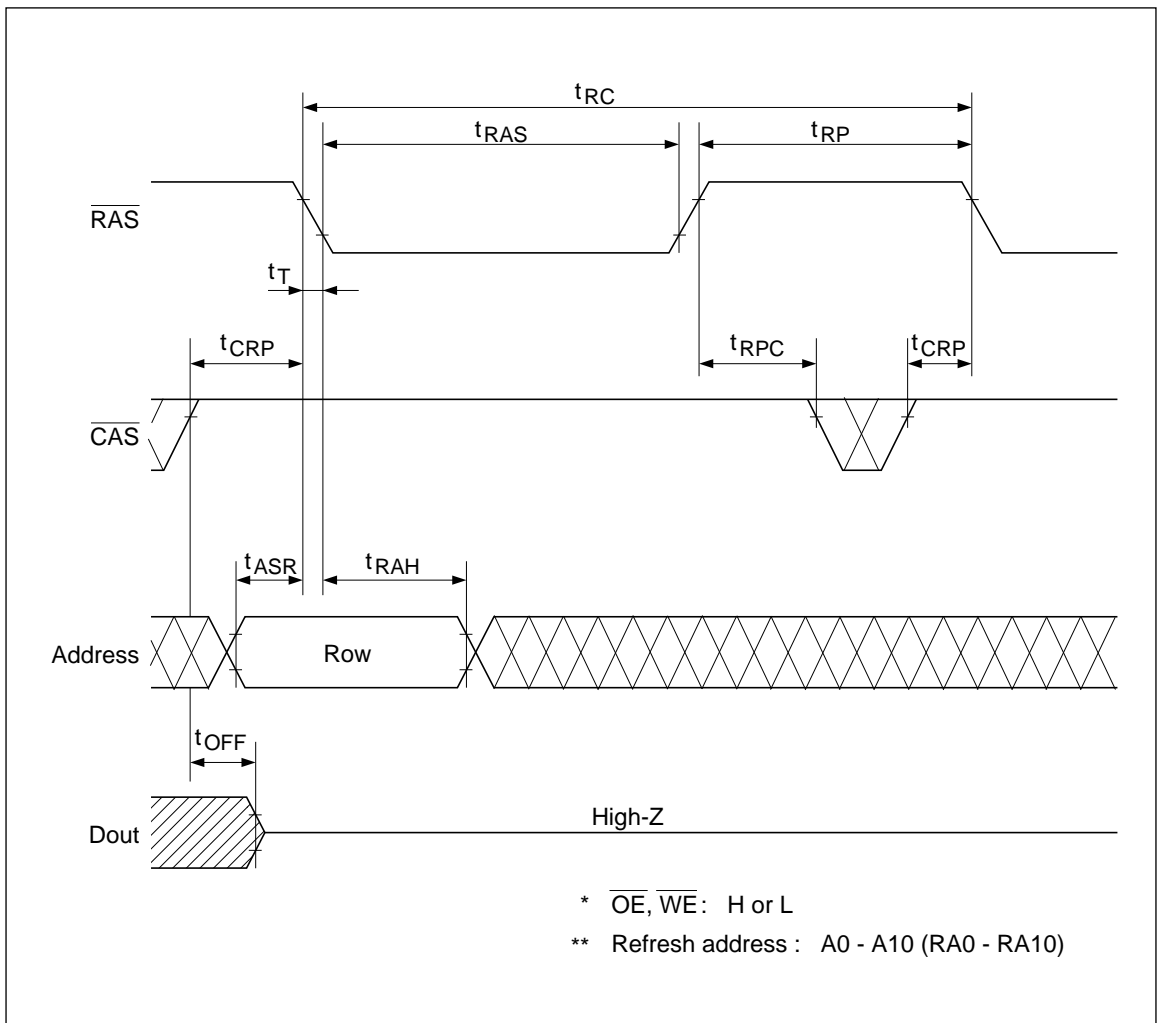 tRC
tRAS tRP
RAS
tT
tCRP tRPC tCRP
CAS
tASR tRAH
Address Row
tOFF
High-Z
Dout
* OE, WE : H or L
** Refresh address : A0 - A10 (RA0 - RA10)